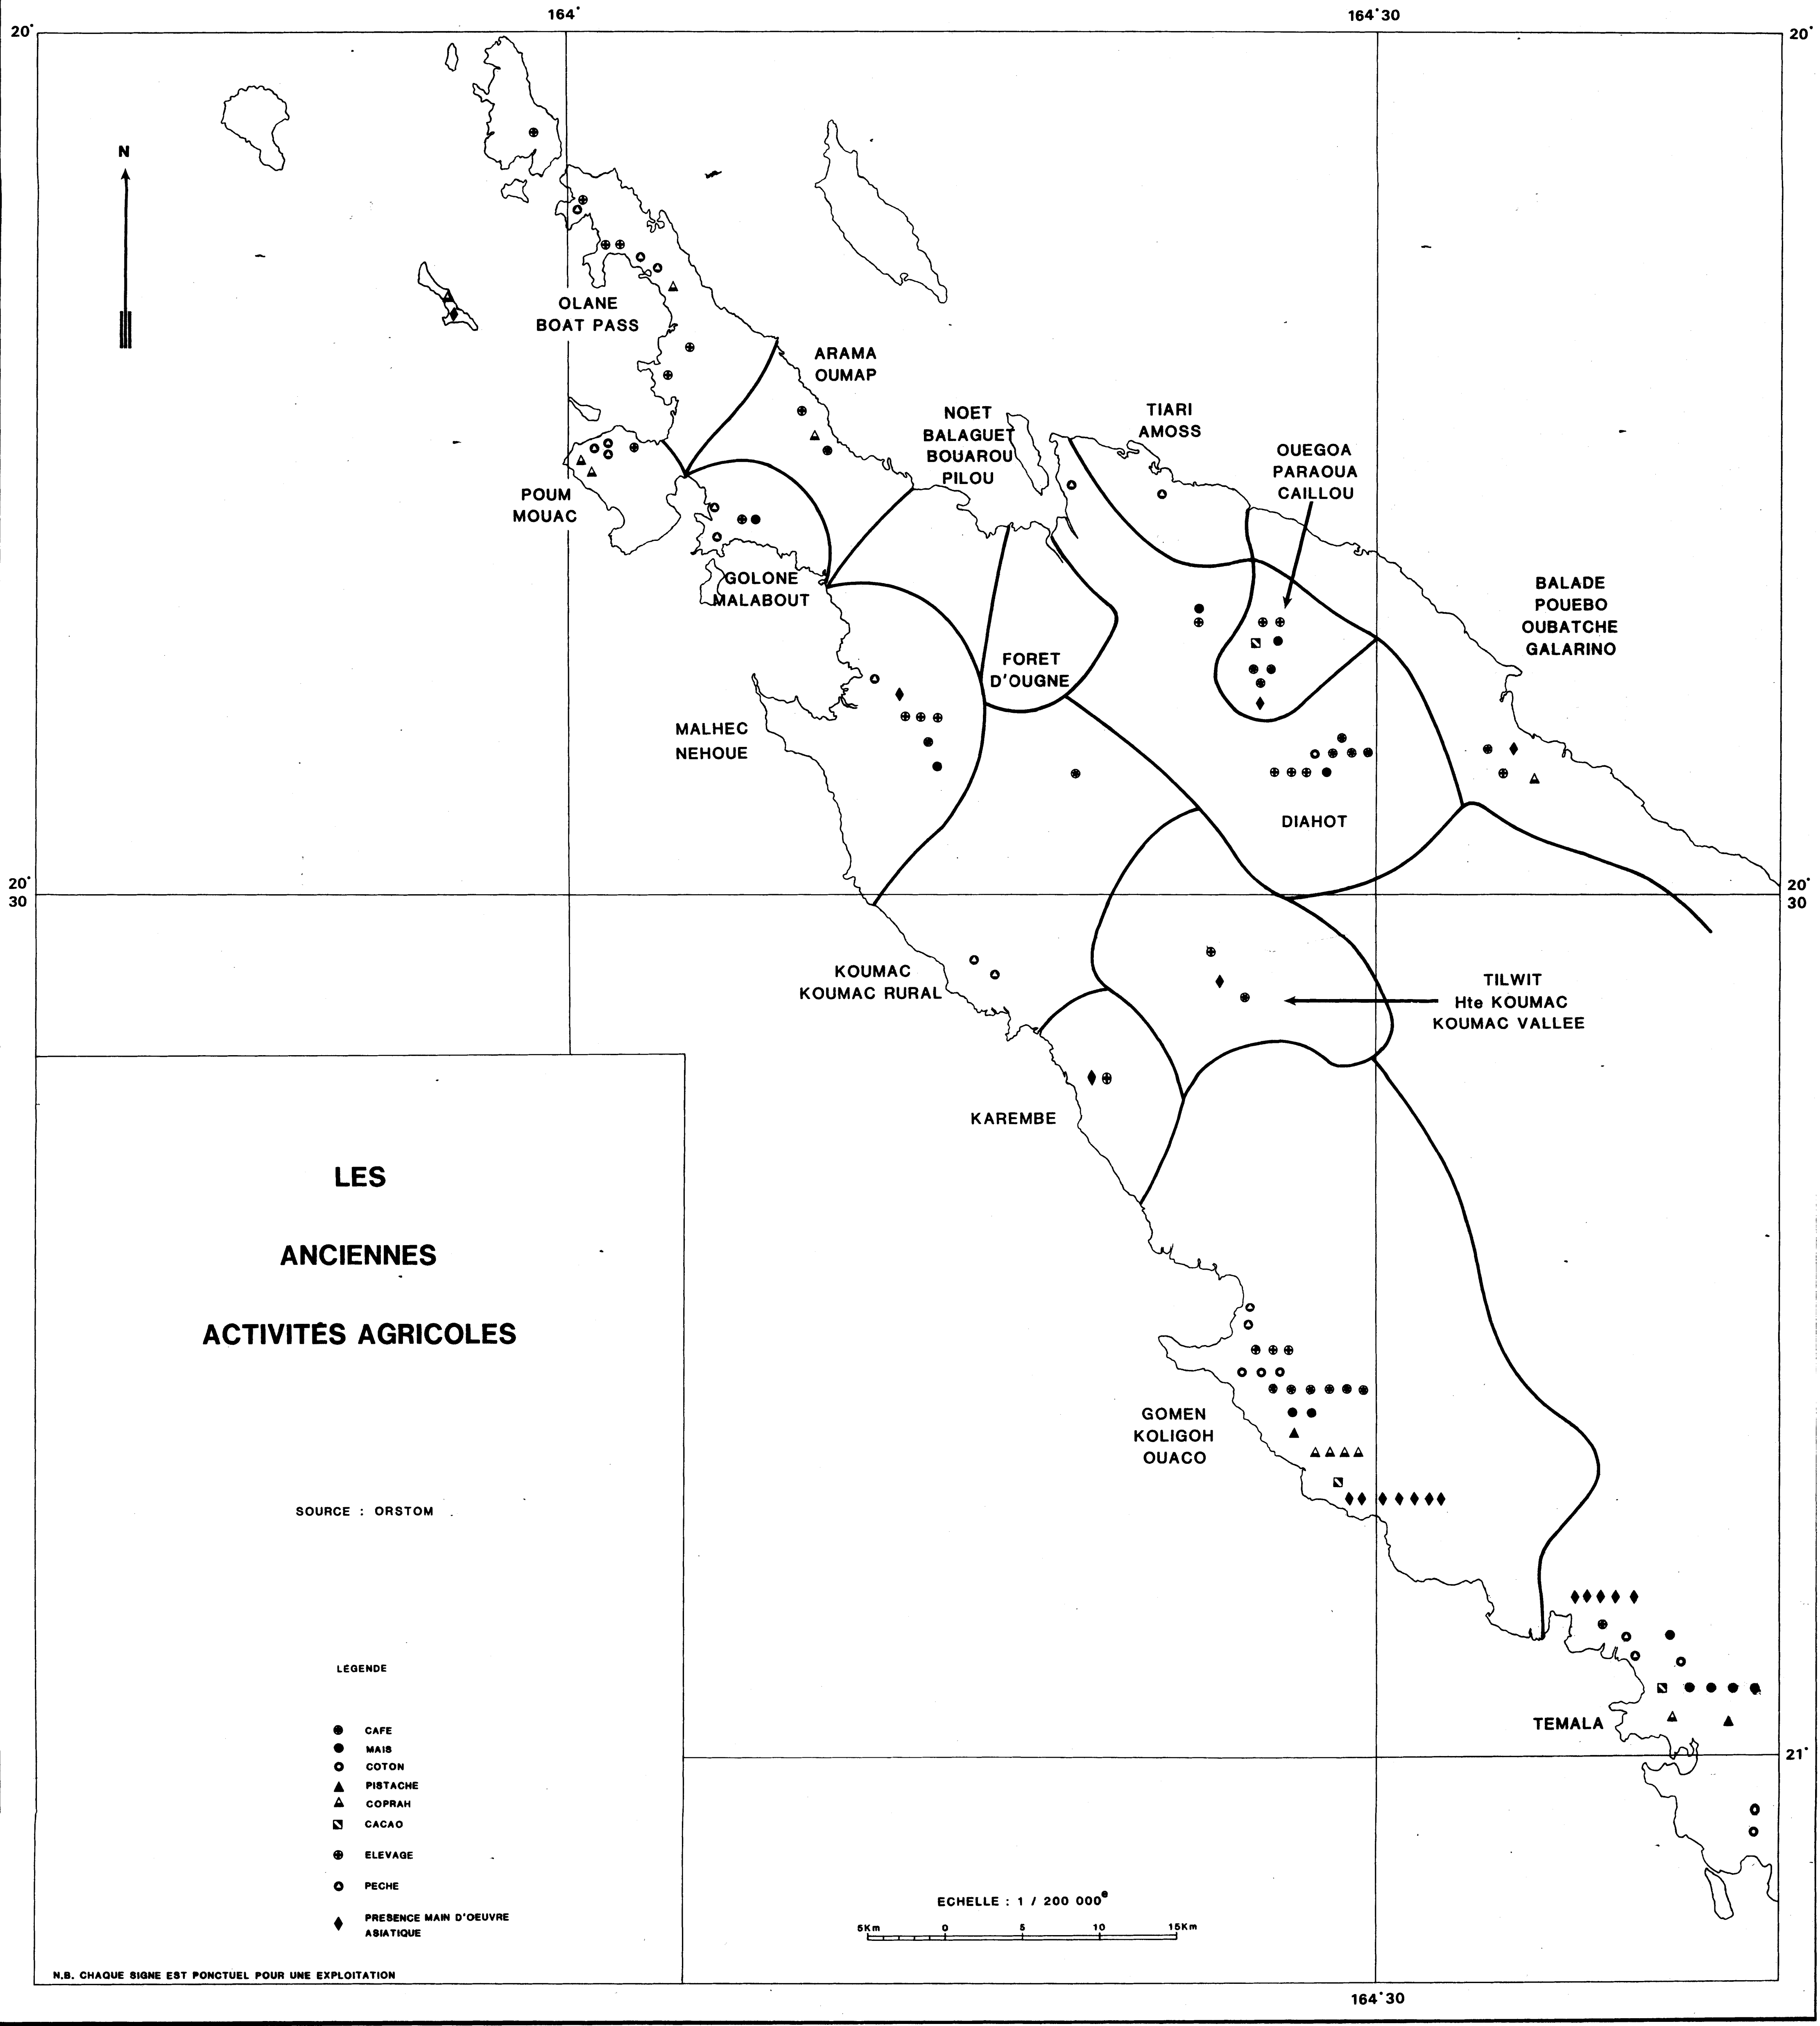 164°
164°30
20°
20°
N
OLANE
BOAT PASS
ARAMA
OUMAP
NOET
BALAGUET
BOUAROU
PILOU
TIARI
AMOSS
OUEGOA
PARAOUA
CAILLOU
POUM
MOUAC
GOLONE
MALABOUT
BALADE
POUEBO
OUBATCHE
GALARINO
FORET
D'OUGNE
MALHEC
NEHOUE
DIAHOT
20°
30
20°
30
KOUMAC
KOUMAC RURAL
TILWIT
Hte KOUMAC
KOUMAC VALLEE
KAREMBE
LES
ANCIENNES
ACTIVITÉS AGRICOLES
GOMEN
KOLIGOH
OUACO
SOURCE : ORSTOM
LÉGENDE
TEMALA
CAFE
MAIS
COTON
PISTACHE
COPRAH
CACAO
ELEVAGE
PECHE
PRESENCE MAIN D'OEUVRE
ASIATIQUE
21°
ECHELLE : 1 / 200 000e
5Km 0 5 10 15Km
N.B. CHAQUE SIGNE EST PONCTUEL POUR UNE EXPLOITATION
164°30